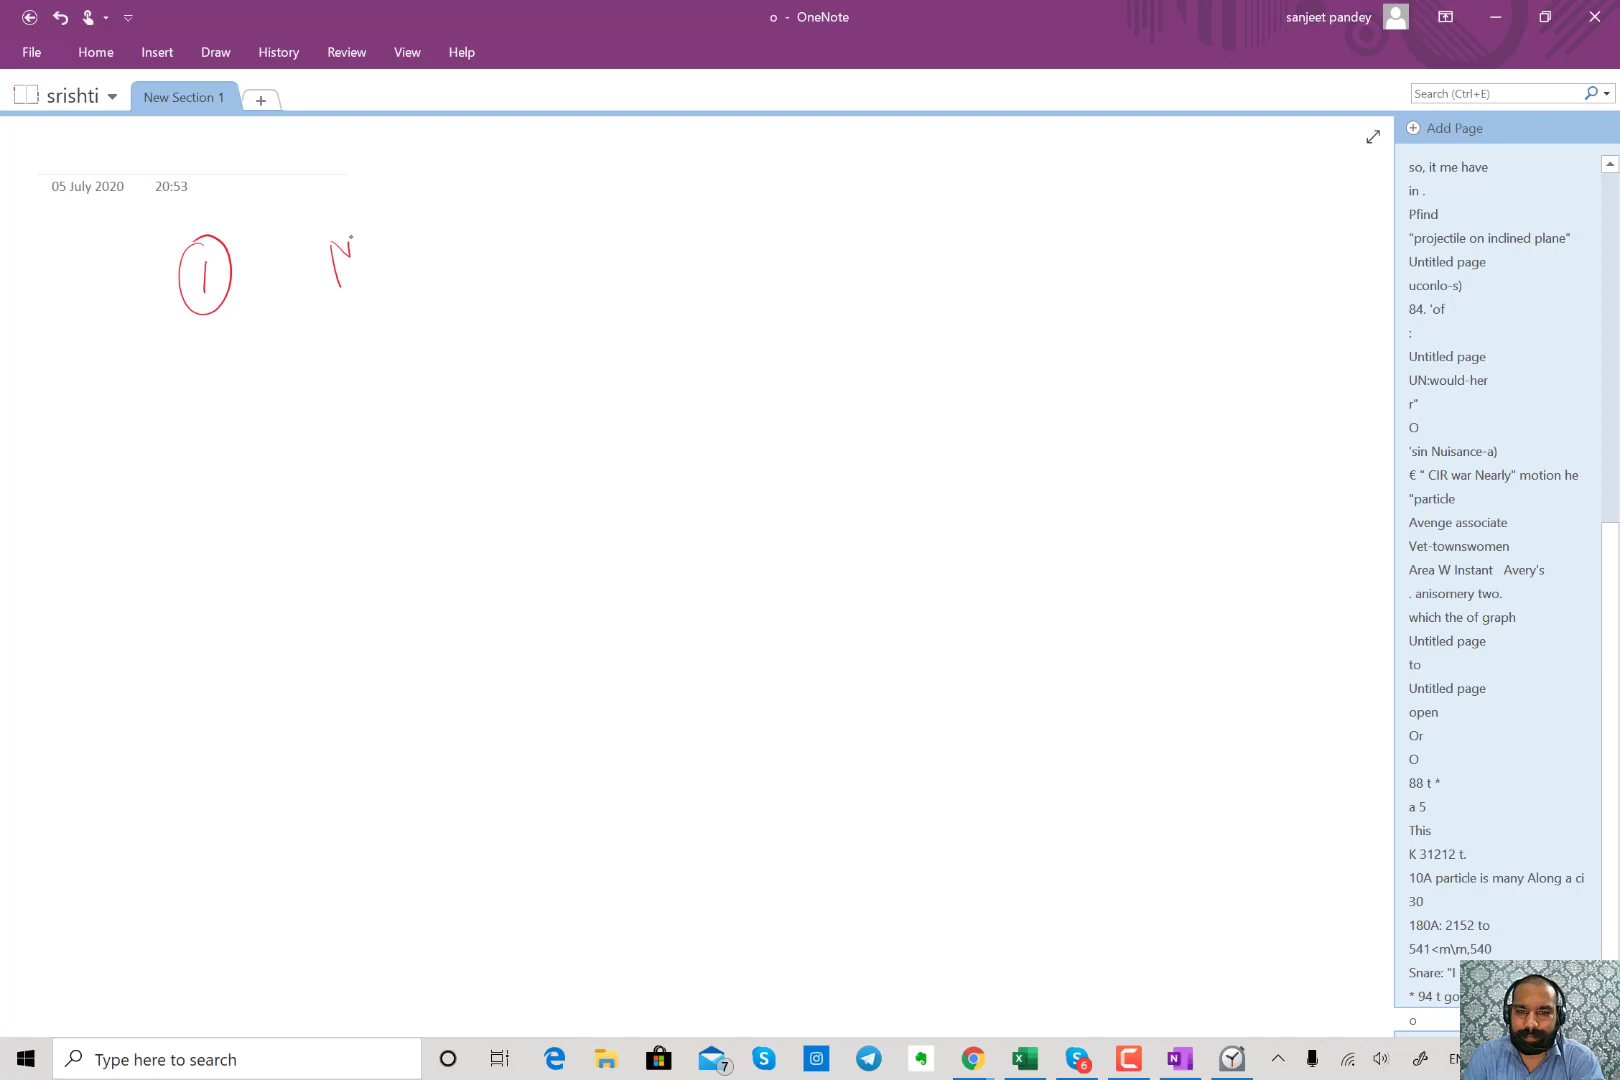 o - OneNote
sanjeet pandey
File Home Insert Draw History Review View Help
srishti New Section 1
Search (Ctrl+E)
Add Page
05 July 2020 20:53
1 N
so, it me have
in .
Pfind
"projectile on inclined plane"
Untitled page
uconlo-s)
84. 'of
:
Untitled page
UN:would-her
r"
O
'sin Nuisance-a)
€ " CIR war Nearly" motion he
"particle
Avenge associate
Vet-townswomen
Area W Instant Avery's
. anisomery two.
which the of graph
Untitled page
to
Untitled page
open
Or
O
88 t *
a 5
This
K 31212 t.
10A particle is many Along a ci
30
180A: 2152 to
541<m\rn,540
Snare: "I
* 94 t go
o
Type here to search
7
6